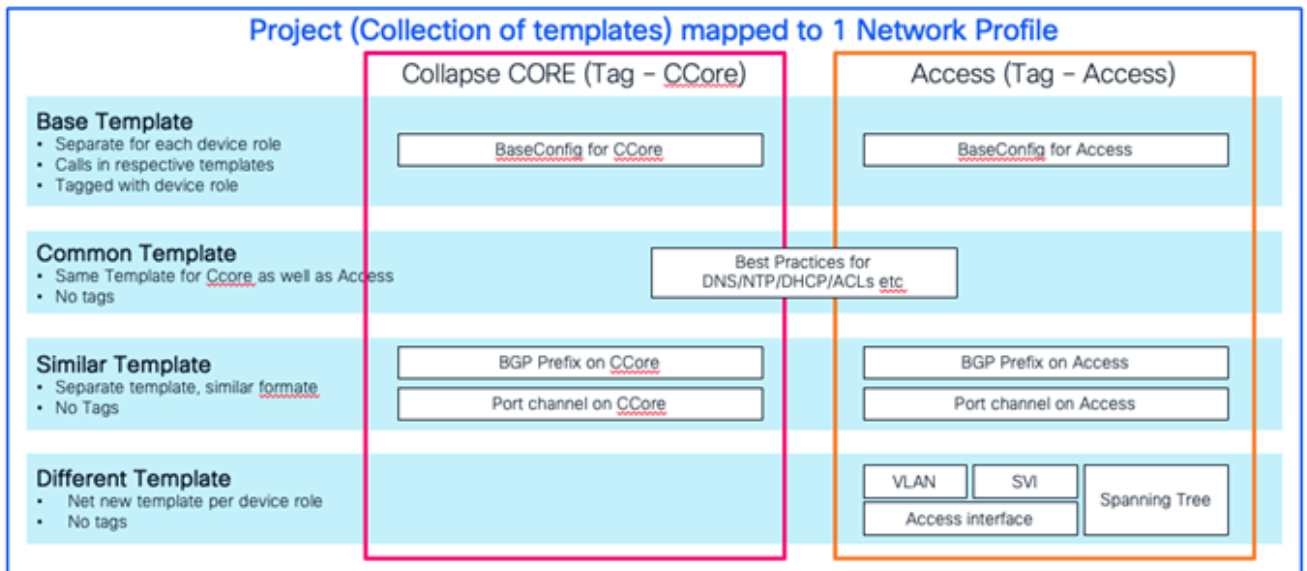 Project (Collection of templates) mapped to 1 Network Profile
Collapse CORE (Tag – CCore)
Access (Tag – Access)
Base Template
• Separate for each device role
• Calls in respective templates
• Tagged with device role
BaseConfig for CCore
BaseConfig for Access
Common Template
• Same Template for Ccore as well as Access
• No tags
Best Practices for
DNS/NTP/DHCP/ACLs etc
Similar Template
• Separate template, similar formate
• No Tags
BGP Prefix on CCore
BGP Prefix on Access
Port channel on CCore
Port channel on Access
Different Template
• Net new template per device role
• No tags
VLAN
SVI
Spanning Tree
Access interface